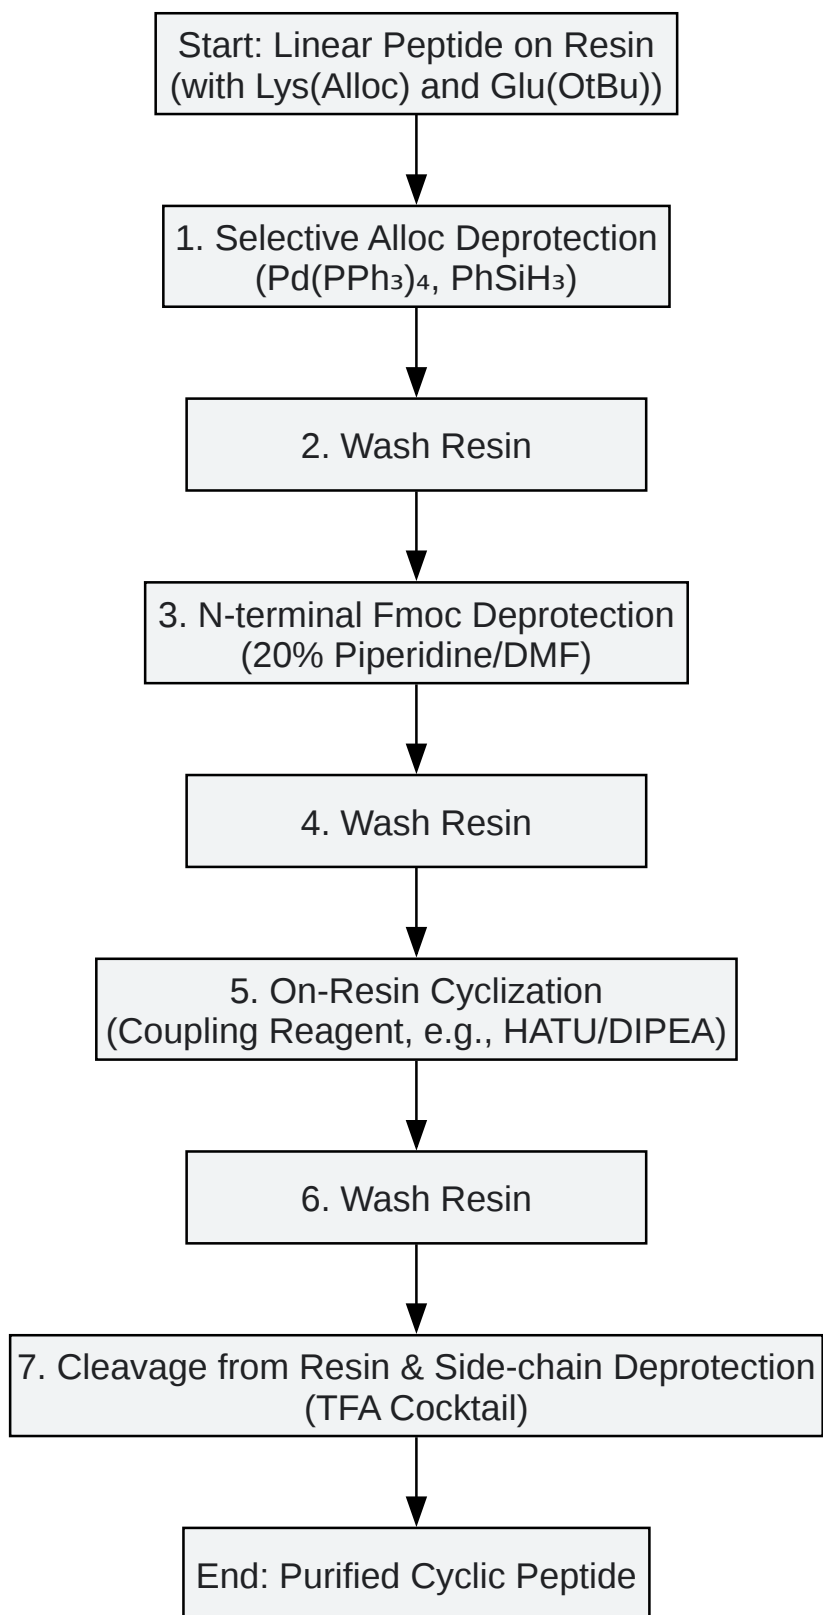 Start: Linear Peptide on Resin
(with Lys(Alloc) and Glu(OtBu))
1. Selective Alloc Deprotection
(Pd(PPh₃)₄, PhSiH₃)
2. Wash Resin
3. N-terminal Fmoc Deprotection
(20% Piperidine/DMF)
4. Wash Resin
5. On-Resin Cyclization
(Coupling Reagent, e.g., HATU/DIPEA)
6. Wash Resin
7. Cleavage from Resin & Side-chain Deprotection
(TFA Cocktail)
End: Purified Cyclic Peptide